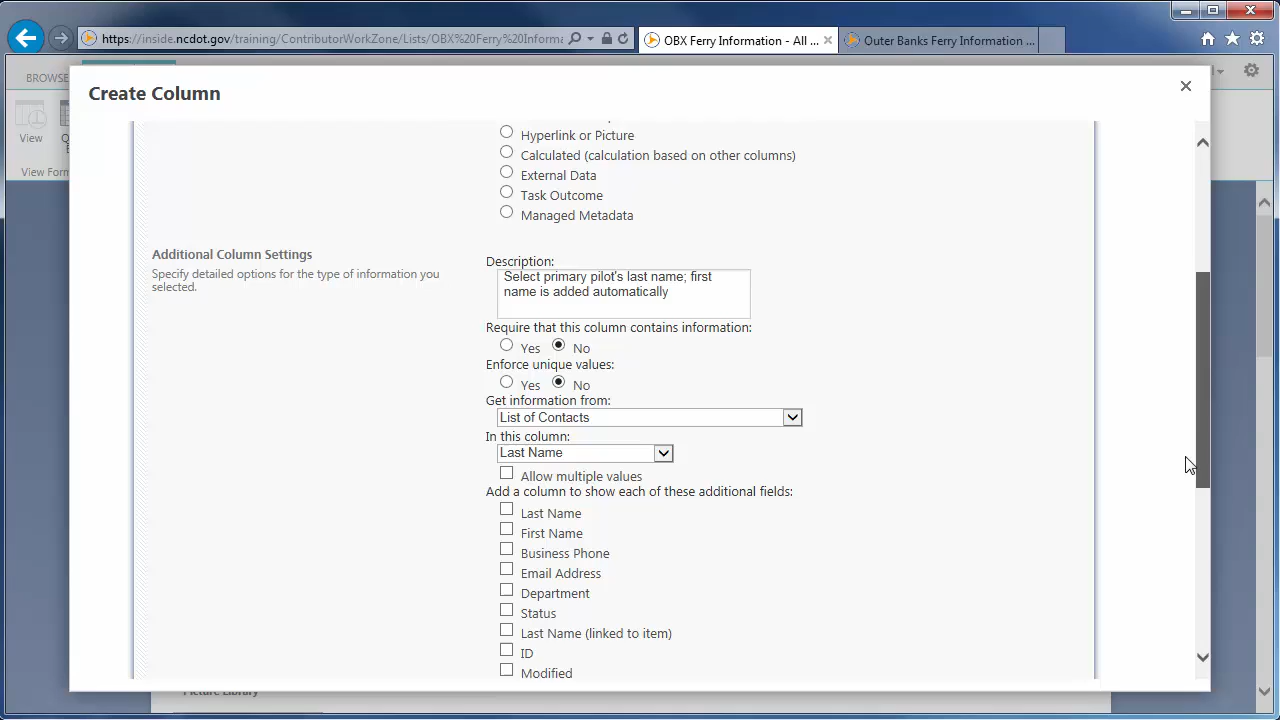 https://inside.ncdot.gov/training/ContributorWorkZone/Lists/OBX%20Ferry%20Informa
OBX Ferry Information - All ...
Outer Banks Ferry Information ...
BROWSE
Create Column
View
View Form
Hyperlink or Picture
Calculated (calculation based on other columns)
External Data
Task Outcome
Managed Metadata
Additional Column Settings
Specify detailed options for the type of information you
selected.
Description:
Select primary pilot's last name; first
name is added automatically
Require that this column contains information:
Yes No
Enforce unique values:
Yes No
Get information from:
List of Contacts
In this column:
Last Name
Allow multiple values
Add a column to show each of these additional fields:
Last Name
First Name
Business Phone
Email Address
Department
Status
Last Name (linked to item)
ID
Modified
Picture Library